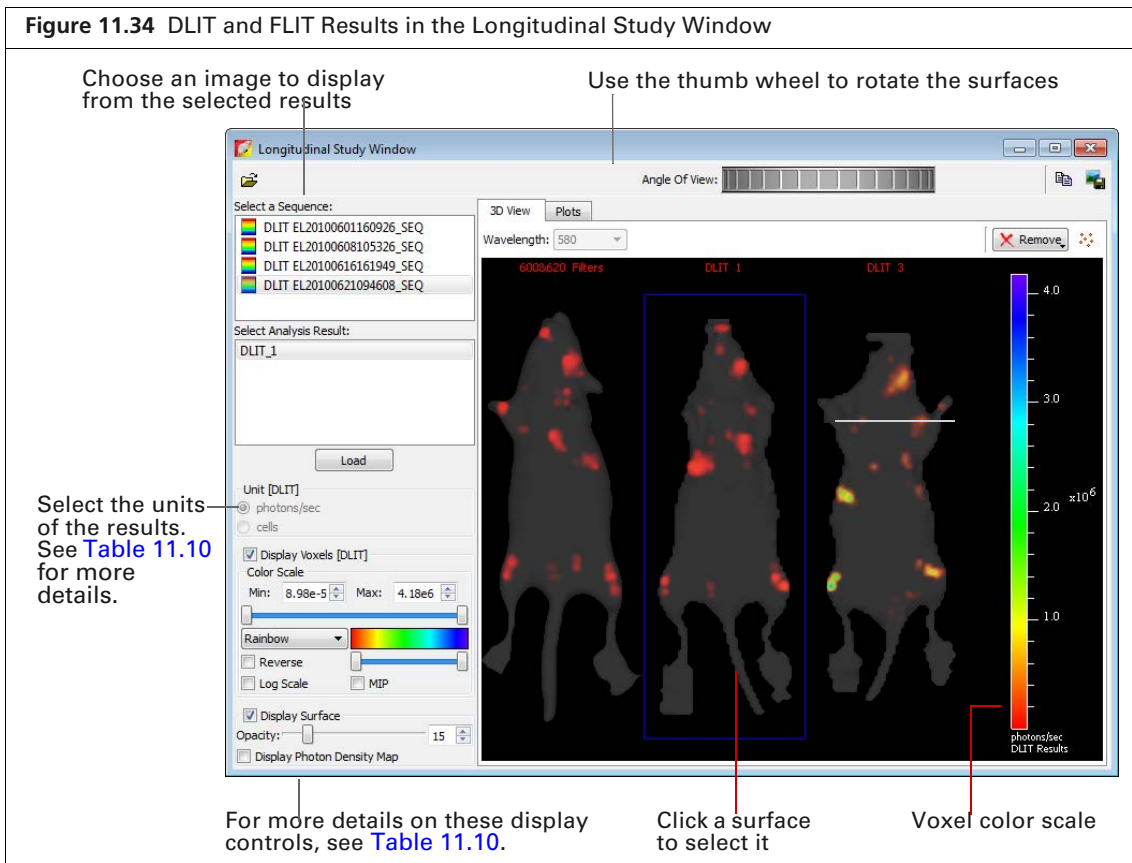 Figure 11.34 DLIT and FLIT Results in the Longitudinal Study Window
Choose an image to display
from the selected results
Use the thumb wheel to rotate the surfaces
Longitudinal Study Window
Angle Of View:
Select a Sequence:
DLIT EL20100601160926_SEQ
DLIT EL20100608105326_SEQ
DLIT EL20100616161949_SEQ
DLIT EL20100621094608_SEQ
Select Analysis Result:
DLIT_1
Load
Unit [DLIT]
photons/sec
cells
Display Voxels [DLIT]
Color Scale
Min: 8.98e-5 Max: 4.18e6
Rainbow
Reverse
Log Scale MIP
Display Surface
Opacity: 15
Display Photon Density Map
3D View Plots
Wavelength: 580
Remove
600&620 Filters DLIT 1 DLIT 3
4.0
3.0
2.0 x10^6
1.0
photons/sec
DLIT Results
Select the units
of the results.
See Table 11.10
for more
details.
For more details on these display
controls, see Table 11.10.
Click a surface
to select it
Voxel color scale